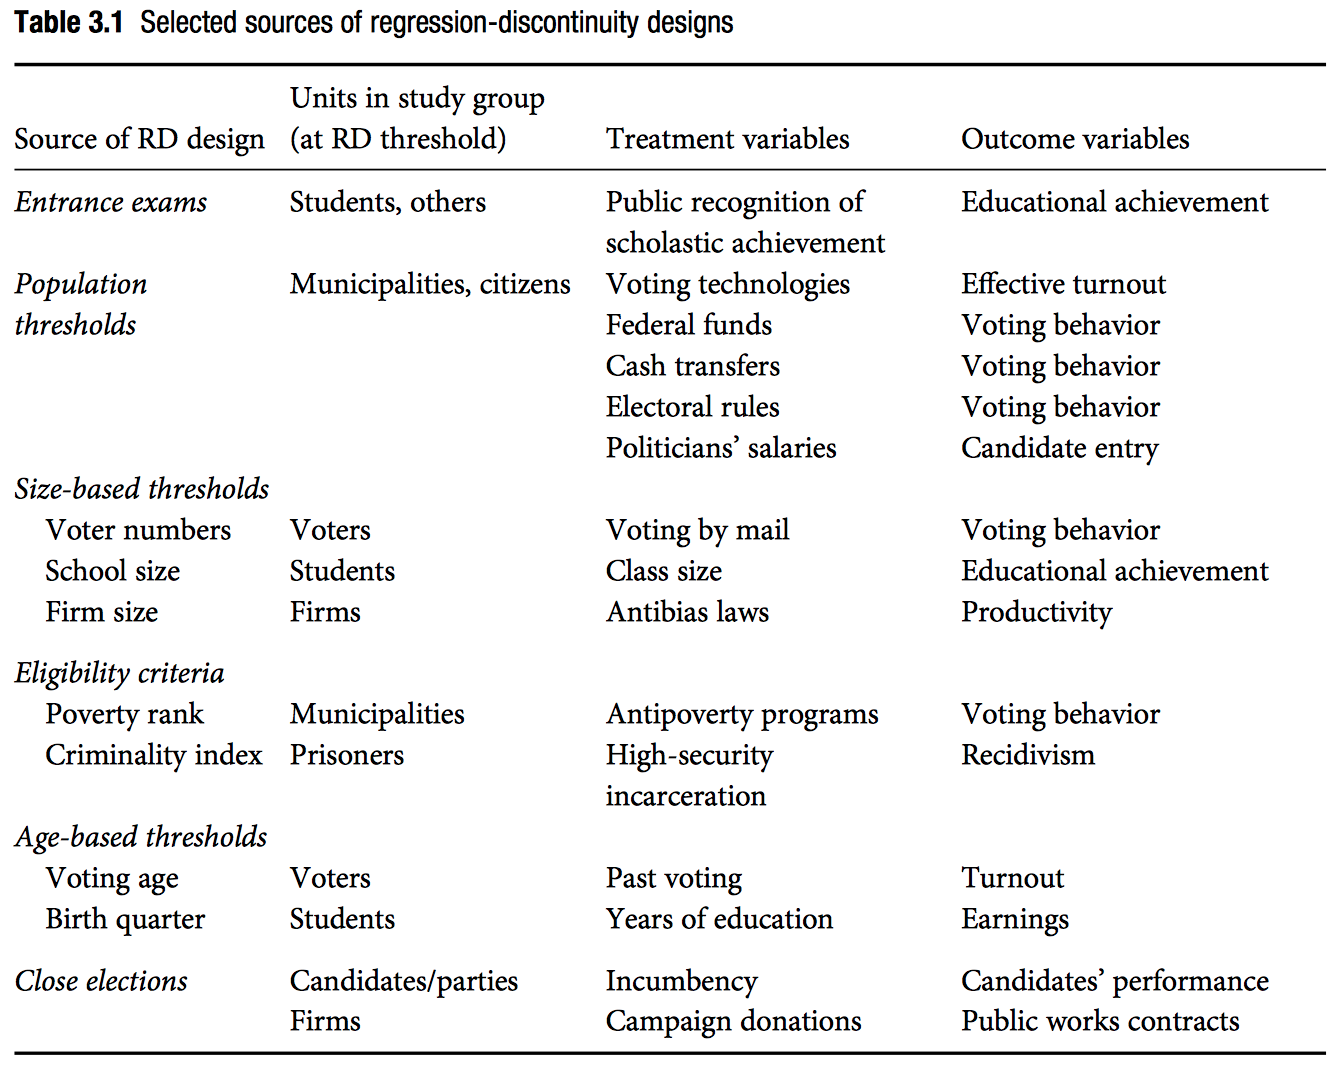 Table 3.1 Selected sources of regression-discontinuity designs
Units in study group
Source of RD design (at RD threshold) Treatment variables Outcome variables
Entrance exams Students, others Public recognition of Educational achievement
scholastic achievement
Population Municipalities, citizens Voting technologies Effective turnout
thresholds Federal funds Voting behavior
Cash transfers Voting behavior
Electoral rules Voting behavior
Politicians’ salaries Candidate entry
Size-based thresholds
Voter numbers Voters Voting by mail Voting behavior
School size Students Class size Educational achievement
Firm size Firms Antibias laws Productivity
Eligibility criteria
Poverty rank Municipalities Antipoverty programs Voting behavior
Criminality index Prisoners High-security Recidivism
incarceration
Age-based thresholds
Voting age Voters Past voting Turnout
Birth quarter Students Years of education Earnings
Close elections Candidates/parties Incumbency Candidates’ performance
Firms Campaign donations Public works contracts